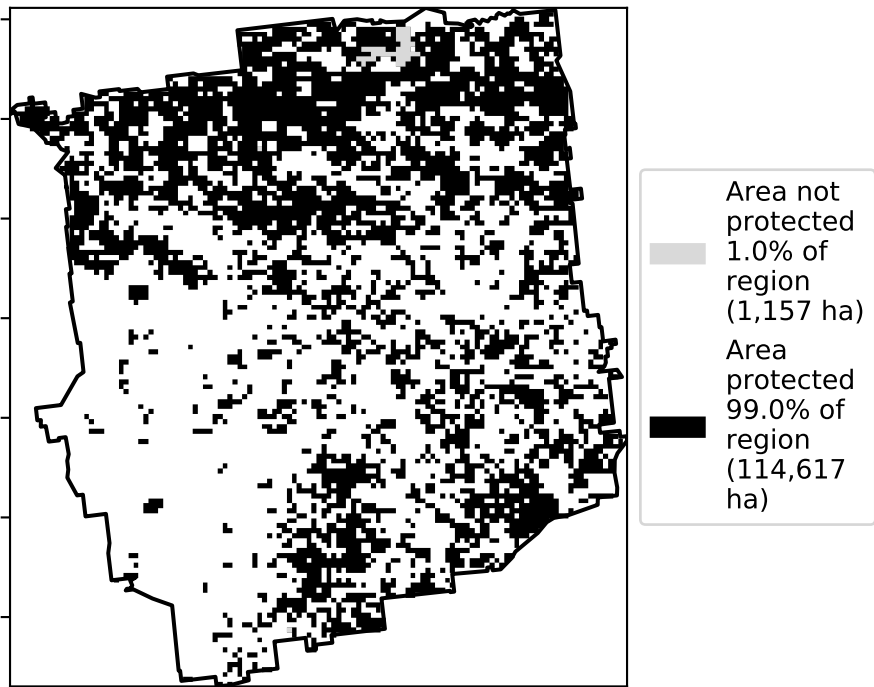 Area not
protected
1.0% of
region
(1,157 ha)
Area
protected
99.0% of
region
(114,617
ha)